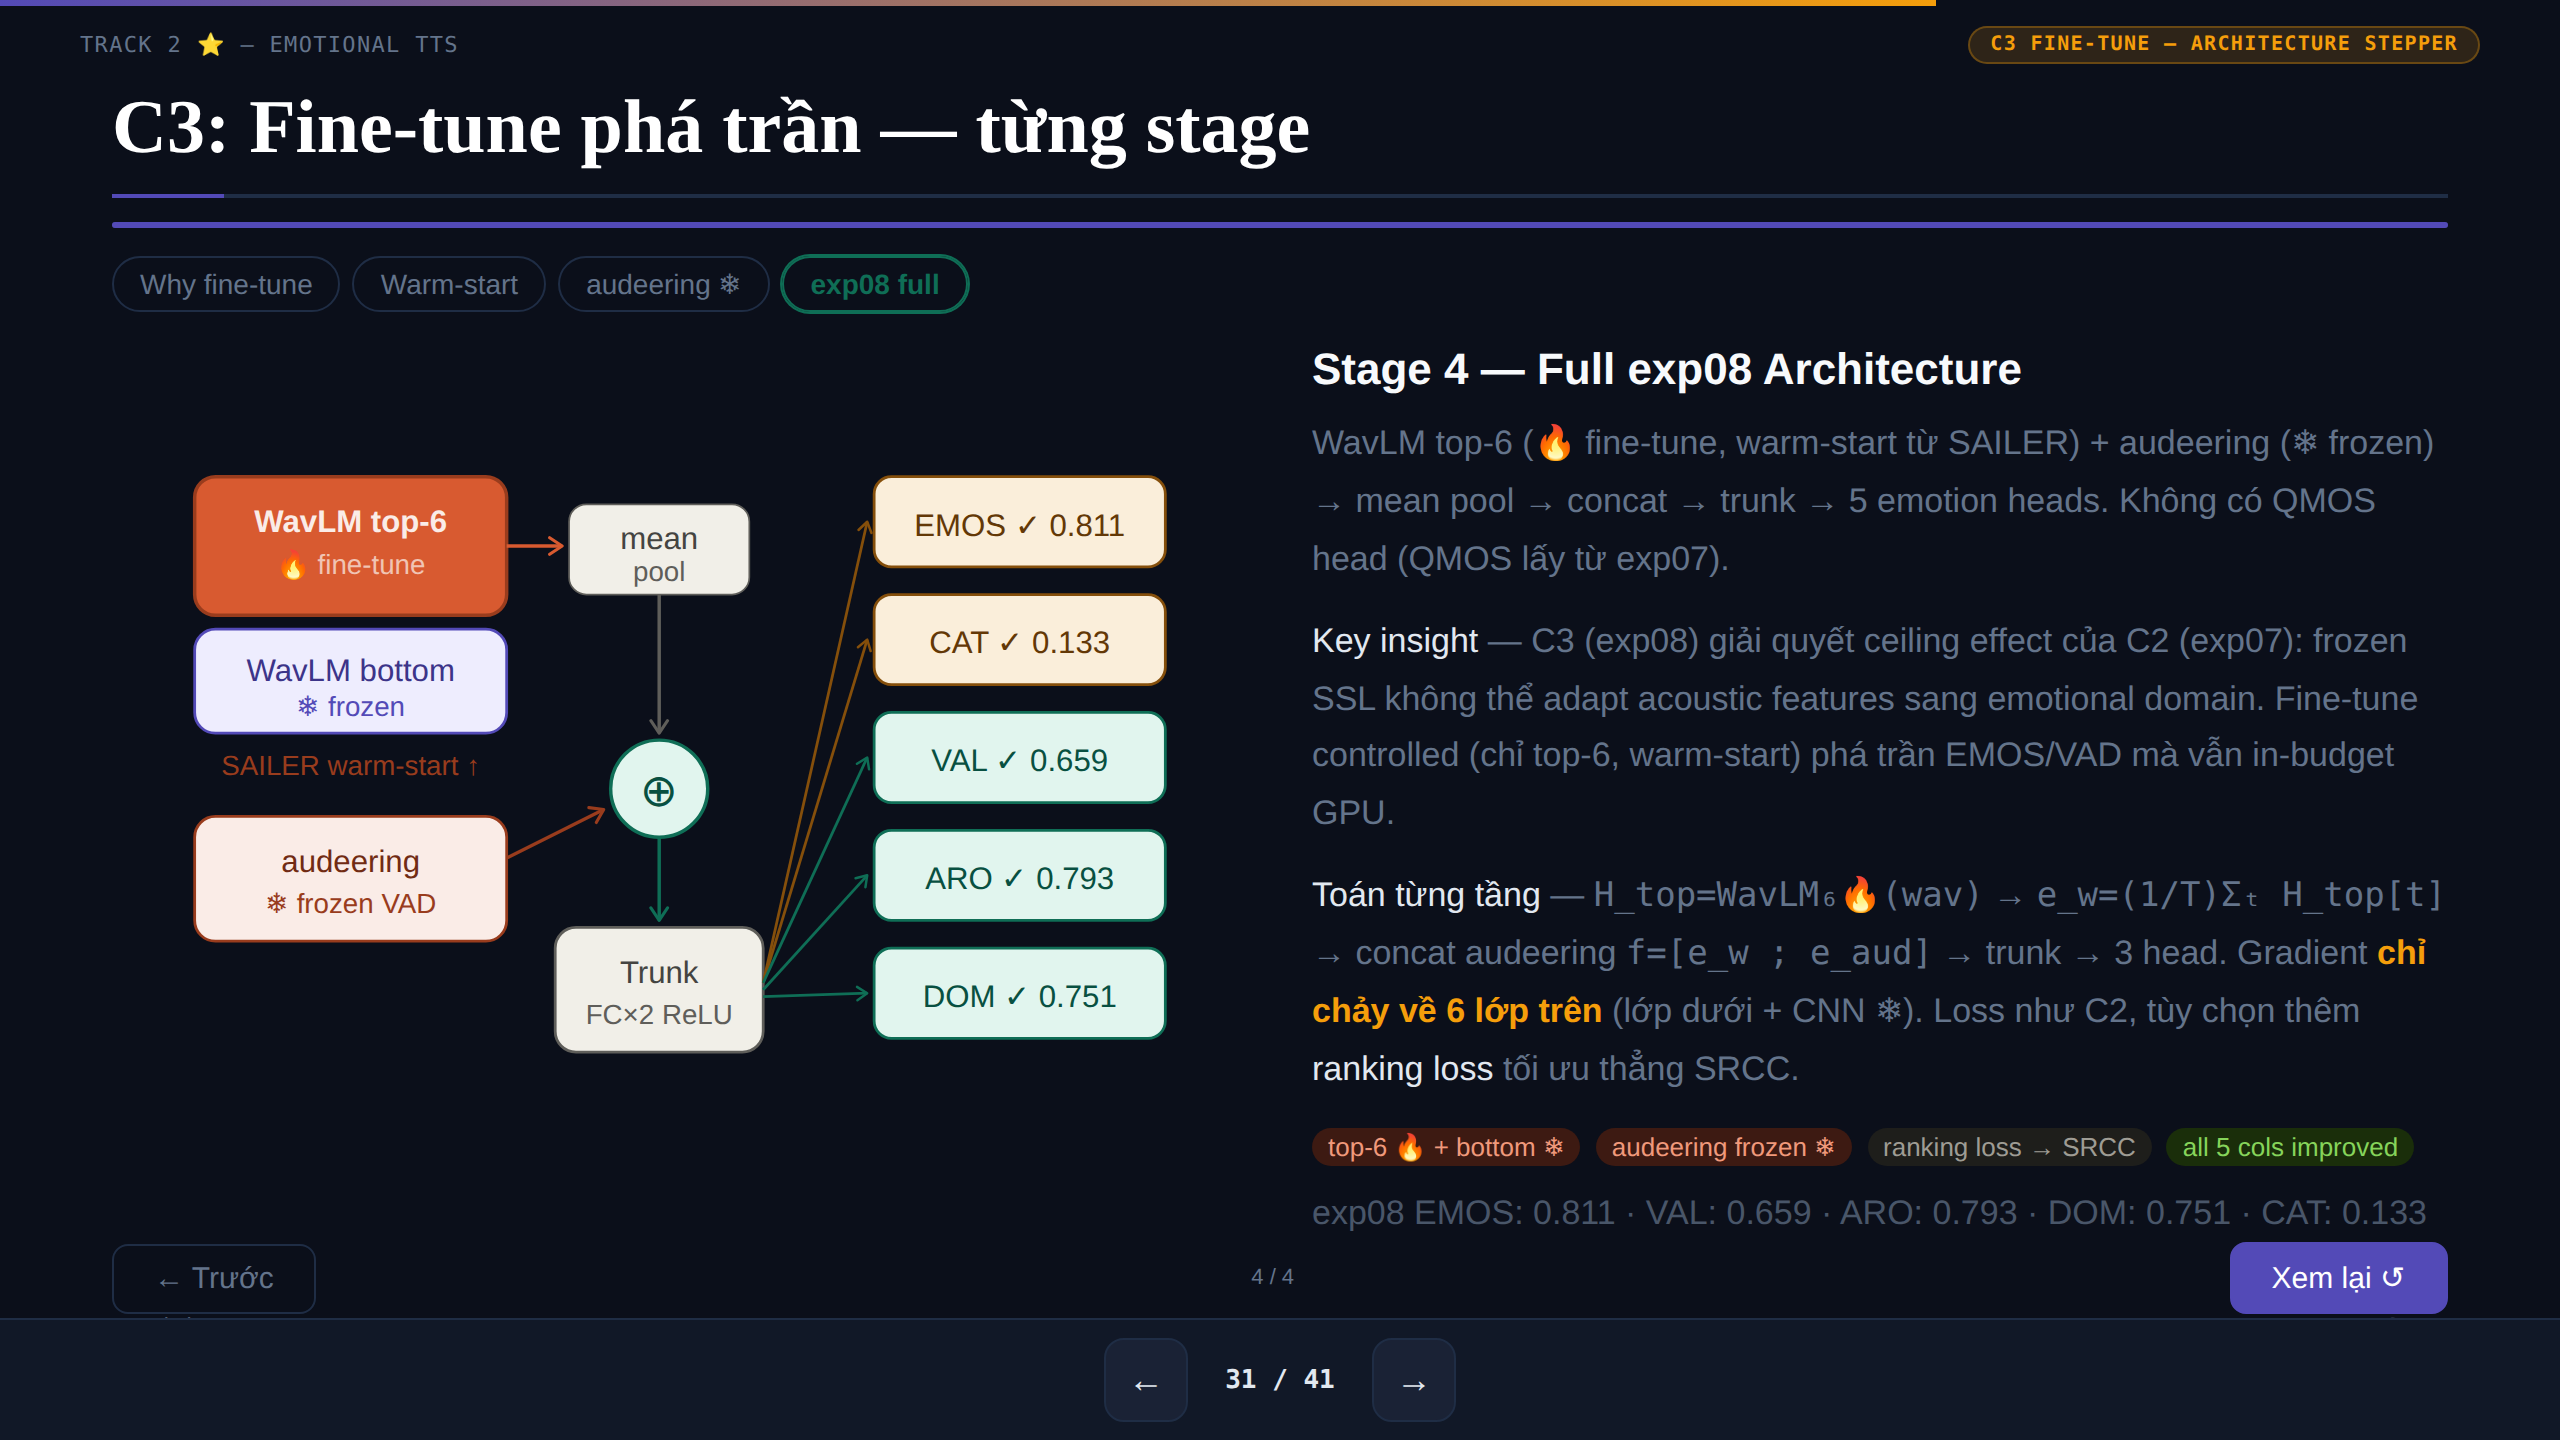 TRACK 2 ⭐ — EMOTIONAL TTS
C3 FINE-TUNE — ARCHITECTURE STEPPER
C3: Fine-tune phá trần — từng stage
Why fine-tune
Warm-start
audeering ❄
exp08 full
WavLM top-6
🔥 fine-tune
WavLM bottom
❄ frozen
SAILER warm-start ↑
audeering
❄ frozen VAD
mean
pool
⊕
Trunk
FC×2 ReLU
EMOS ✓ 0.811
CAT ✓ 0.133
VAL ✓ 0.659
ARO ✓ 0.793
DOM ✓ 0.751
Stage 4 — Full exp08 Architecture
WavLM top-6 (🔥 fine-tune, warm-start từ SAILER) + audeering (❄ frozen)
→ mean pool → concat → trunk → 5 emotion heads. Không có QMOS
head (QMOS lấy từ exp07).
Key insight — C3 (exp08) giải quyết ceiling effect của C2 (exp07): frozen
SSL không thể adapt acoustic features sang emotional domain. Fine-tune
controlled (chỉ top-6, warm-start) phá trần EMOS/VAD mà vẫn in-budget
GPU.
Toán từng tầng — H_top=WavLM₆🔥(wav) → e_w=(1/T)Σₜ H_top[t]
→ concat audeering f=[e_w ; e_aud] → trunk → 3 head. Gradient chỉ
chảy về 6 lớp trên (lớp dưới + CNN ❄). Loss như C2, tùy chọn thêm
ranking loss tối ưu thẳng SRCC.
top-6 🔥 + bottom ❄
audeering frozen ❄
ranking loss → SRCC
all 5 cols improved
exp08 EMOS: 0.811 · VAL: 0.659 · ARO: 0.793 · DOM: 0.751 · CAT: 0.133
← Trước
4 / 4
Xem lại ↺
←
31 / 41
→